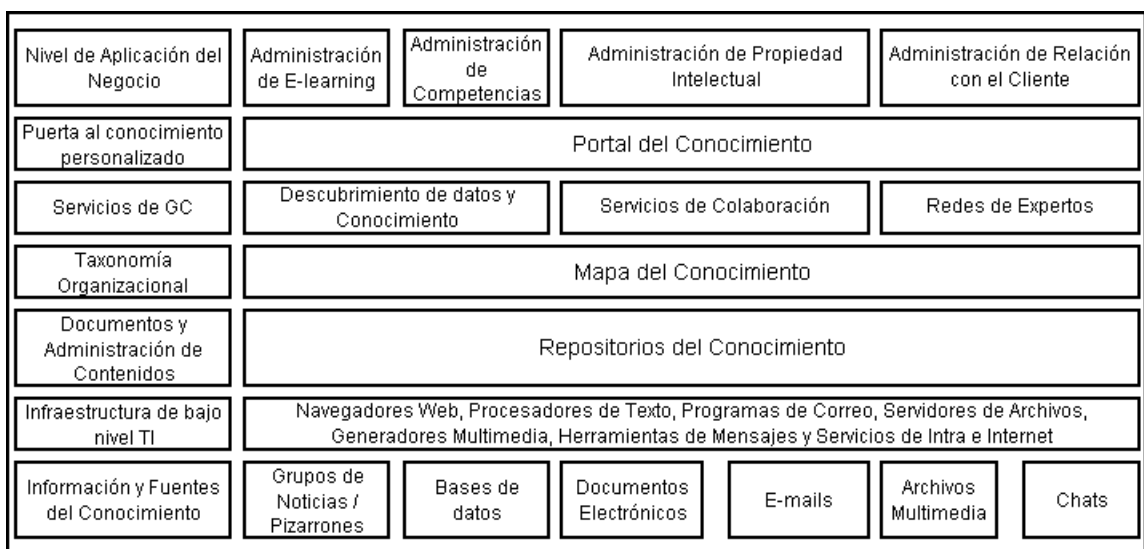 Nivel de Aplicación del
Negocio
Administración
de E-learning
Administración
de
Competencias
Administración de Propiedad
Intelectual
Administración de Relación
con el Cliente
Puerta al conocimiento
personalizado
Portal del Conocimiento
Servicios de GC
Descubrimiento de datos y
Conocimiento
Servicios de Colaboración
Redes de Expertos
Taxonomía
Organizacional
Mapa del Conocimiento
Documentos y
Administración de
Contenidos
Repositorios del Conocimiento
Infraestructura de bajo
nivel TI
Navegadores Web, Procesadores de Texto, Programas de Correo, Servidores de Archivos,
Generadores Multimedia, Herramientas de Mensajes y Servicios de Intra e Internet
Información y Fuentes
del Conocimiento
Grupos de
Noticias /
Pizarrones
Bases de
datos
Documentos
Electrónicos
E-mails
Archivos
Multimedia
Chats